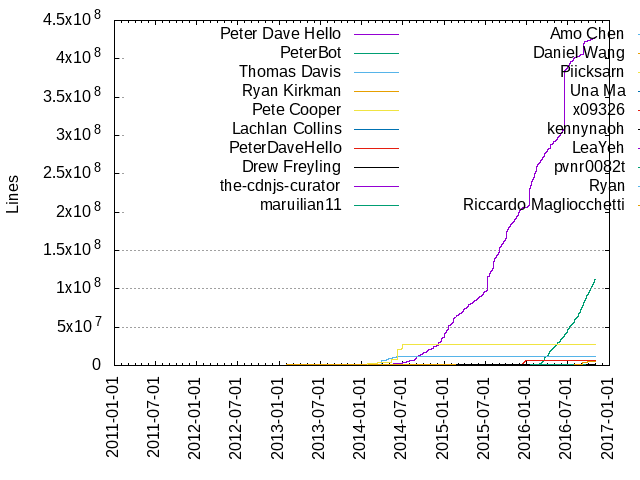 4.5x10^8
4x10^8
3.5x10^8
3x10^8
2.5x10^8
2x10^8
1.5x10^8
1x10^8
5x10^7
0
Lines
Peter Dave Hello
PeterBot
Thomas Davis
Ryan Kirkman
Pete Cooper
Lachlan Collins
PeterDaveHello
Drew Freyling
the-cdnjs-curator
maruilian11
Amo Chen
Daniel Wang
Piicksarn
Una Ma
x09326
kennynaoh
LeaYeh
pvnr0082t
Ryan
Riccardo Magliocchetti
2011-01-01
2011-07-01
2012-01-01
2012-07-01
2013-01-01
2013-07-01
2014-01-01
2014-07-01
2015-01-01
2015-07-01
2016-01-01
2016-07-01
2017-01-01